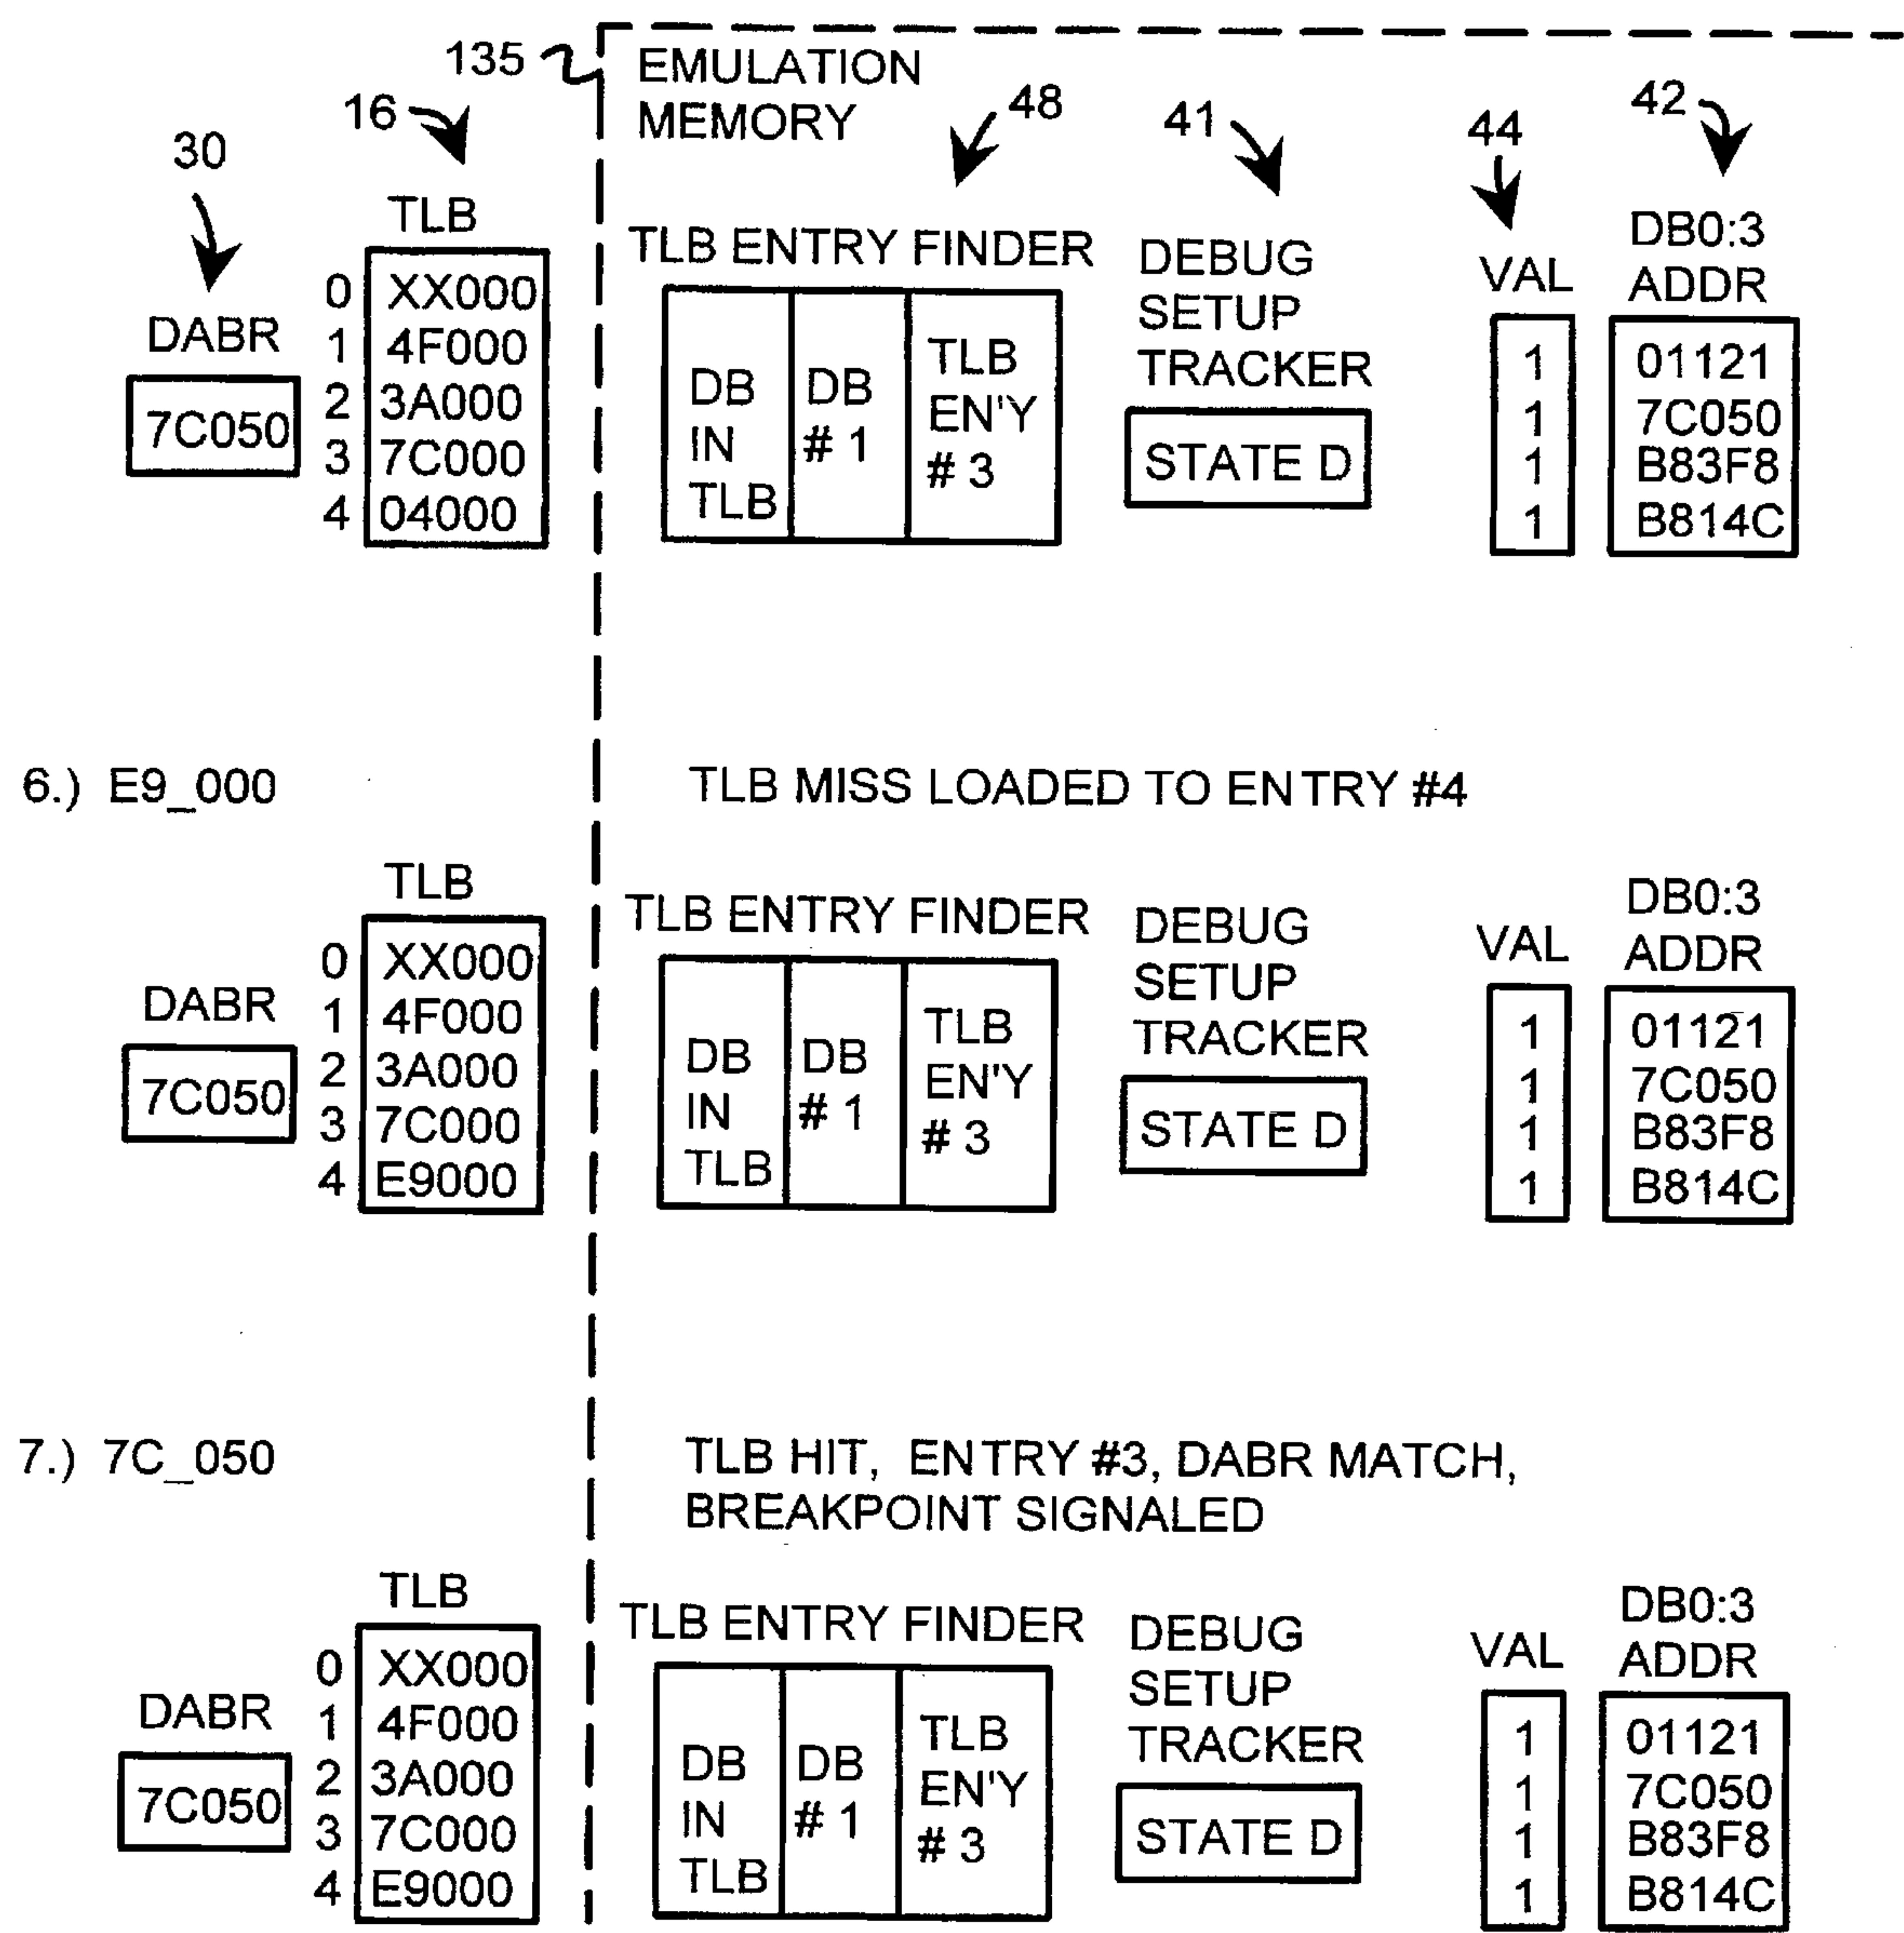 135
EMULATION
MEMORY
30
16
48
41
44
42
TLB
TLB ENTRY FINDER
DEBUG
SETUP
TRACKER
VAL
DB0:3
ADDR
DABR
7C050
0 XX000
1 4F000
2 3A000
3 7C000
4 04000
DB
IN
TLB
DB
# 1
TLB
EN'Y
# 3
STATE D
1 01121
1 7C050
1 B83F8
1 B814C
6.) E9_000
TLB MISS LOADED TO ENTRY #4
TLB
TLB ENTRY FINDER
DEBUG
SETUP
TRACKER
VAL
DB0:3
ADDR
DABR
7C050
0 XX000
1 4F000
2 3A000
3 7C000
4 E9000
DB
IN
TLB
DB
# 1
TLB
EN'Y
# 3
STATE D
1 01121
1 7C050
1 B83F8
1 B814C
7.) 7C_050
TLB HIT, ENTRY #3, DABR MATCH,
BREAKPOINT SIGNALED
TLB
TLB ENTRY FINDER
DEBUG
SETUP
TRACKER
VAL
DB0:3
ADDR
DABR
7C050
0 XX000
1 4F000
2 3A000
3 7C000
4 E9000
DB
IN
TLB
DB
# 1
TLB
EN'Y
# 3
STATE D
1 01121
1 7C050
1 B83F8
1 B814C